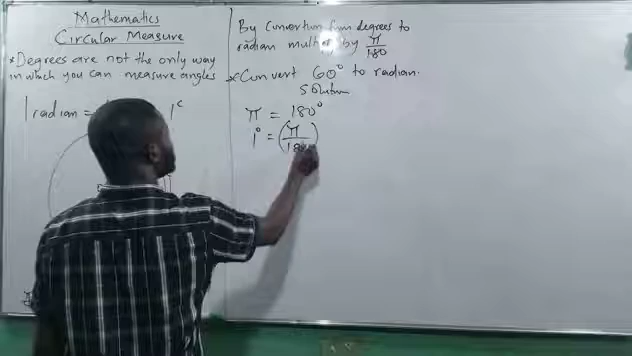 Mathematics
Circular Measure
*Degrees are not the only way
in which you can measure angles
1 radian = 1ᶜ
By Convertion from degrees to
radian multiply by π/180
*Convert 60° to radian.
Solution
π = 180°
1° = (π/180)